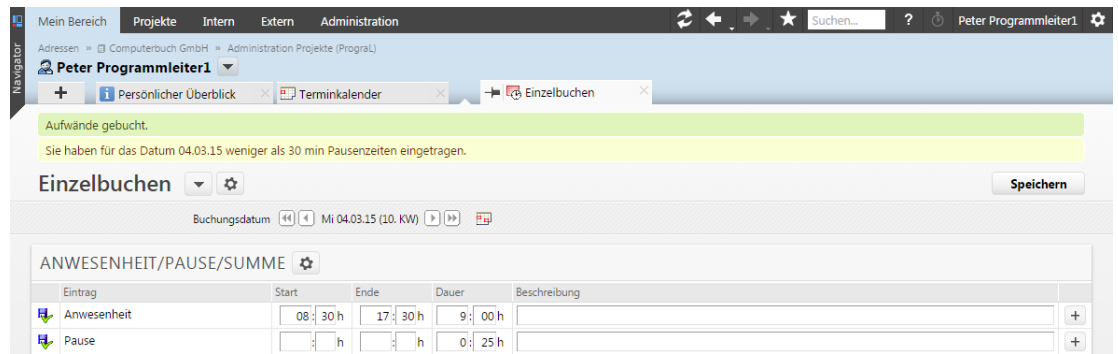 Mein Bereich Projekte Intern Extern Administration Suchen... ? Peter Programmleiter1
Navigator
Adressen » Computerbuch GmbH » Administration Projekte (PrograL)
Peter Programmleiter1
+ Persönlicher Überblick Terminkalender Einzelbuchen
Aufwände gebucht.
Sie haben für das Datum 04.03.15 weniger als 30 min Pausenzeiten eingetragen.
Einzelbuchen Speichern
Buchungsdatum Mi 04.03.15 (10. KW)
ANWESENHEIT/PAUSE/SUMME
Eintrag Start Ende Dauer Beschreibung
Anwesenheit 08: 30 h 17: 30 h 9: 00 h +
Pause : h : h 0: 25 h +